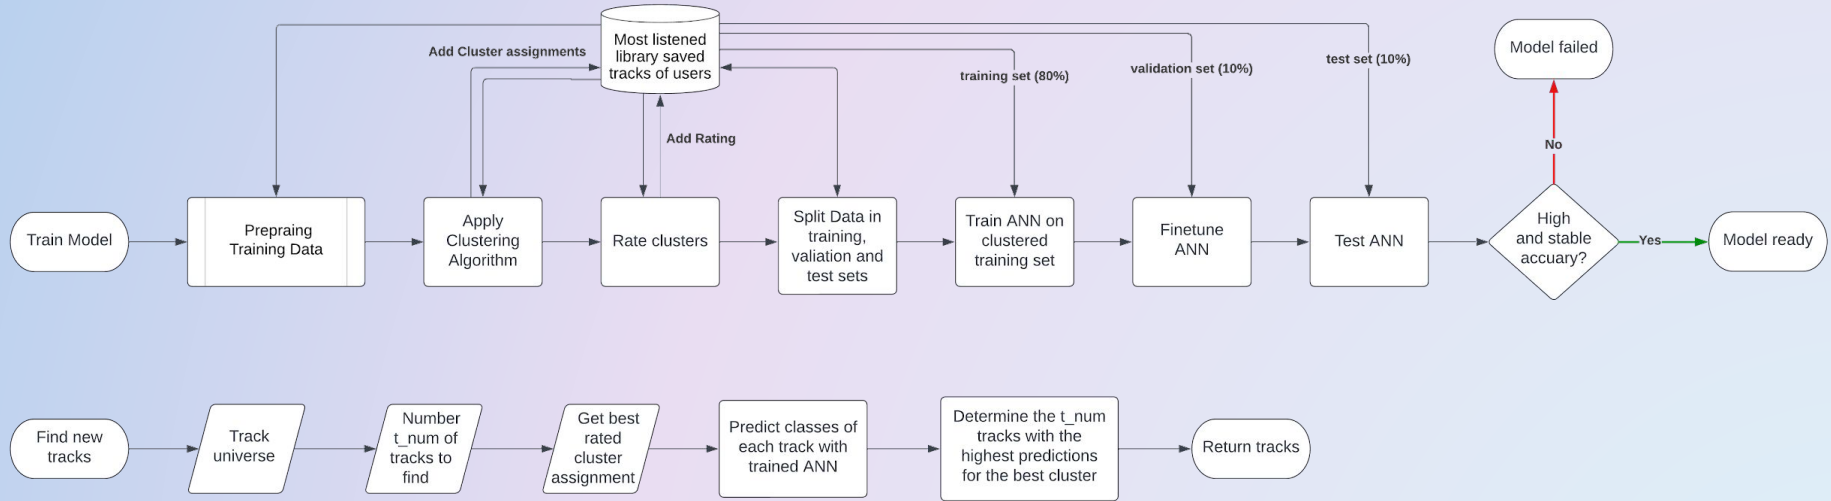 Most listened
library saved
tracks of users
Add Cluster assignments
Add Rating
training set (80%)
validation set (10%)
test set (10%)
Model failed
No
Train Model
Prepraing
Training Data
Apply
Clustering
Algorithm
Rate clusters
Split Data in
training,
valiation and
test sets
Train ANN on
clustered
training set
Finetune
ANN
Test ANN
High
and stable
accuary?
Yes
Model ready
Find new
tracks
Track
universe
Number
t_num of
tracks to
find
Get best
rated
cluster
assignment
Predict classes of
each track with
trained ANN
Determine the t_num
tracks with the
highest predictions
for the best cluster
Return tracks